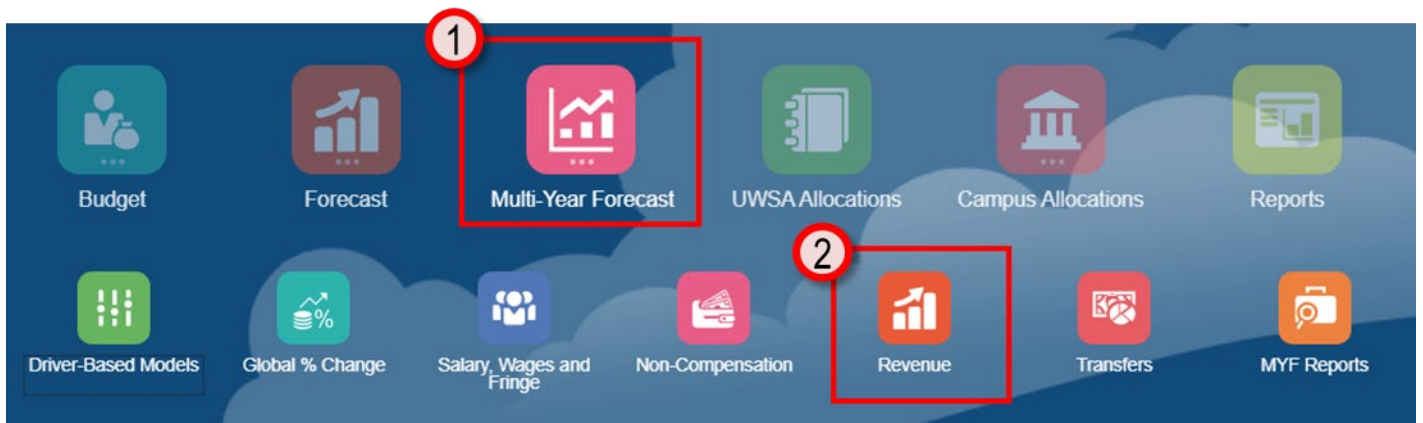 1
Budget
Forecast
Multi-Year Forecast
UWSA Allocations
Campus Allocations
Reports
2
Driver-Based Models
Global % Change
Salary, Wages and
Fringe
Non-Compensation
Revenue
Transfers
MYF Reports